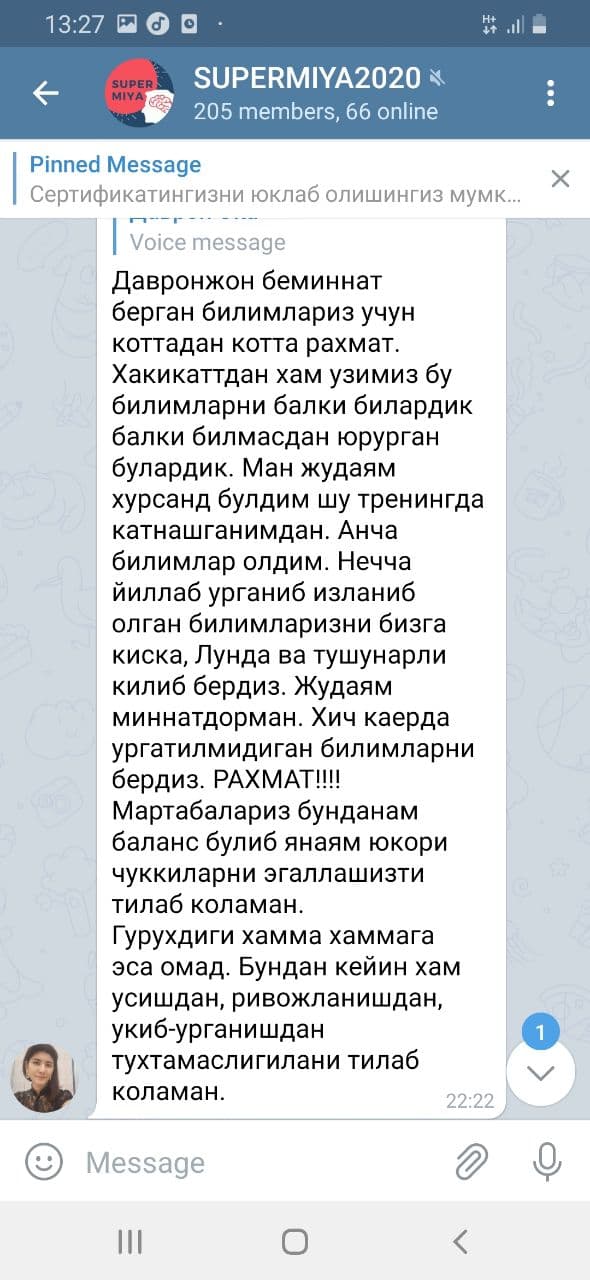 13:27
SUPER
MIYA
SUPERMIYA2020
205 members, 66 online
Pinned Message
Сертификатингизни юклаб олишингиз мумк...
Voice message
Давронжон беминнат
берган билимлариз учун
коттадан котта рахмат.
Хакикаттдан хам узимиз бу
билимларни балки билардик
балки билмасдан юрурган
булардик. Ман жудаям
хурсанд булдим шу тренингда
катнашганимдан. Анча
билимлар олдим. Нечча
йиллаб урганиб изланиб
олган билимларизни бизга
киска, Лунда ва тушунарли
килиб бердиз. Жудаям
миннатдорман. Хич каерда
ургатилмидиган билимларни
бердиз. РАХМАТ!!!!
Мартабалариз бунданам
баланс булиб янаям юкори
чуккиларни эгаллашизти
тилаб коламан.
Гурухдиги хамма хаммага
эса омад. Бундан кейин хам
усишдан, ривожланишдан,
укиб-урганишдан
тухтамаслигилани тилаб
коламан.
22:22
1
Message